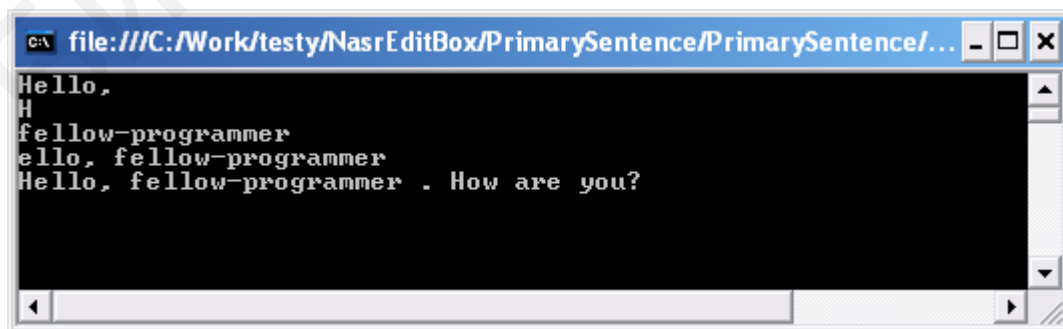 file:///C:/Work/testy/NasrEditBox/PrimarySentence/PrimarySentence/...
Hello,
H
fellow-programmer
ello, fellow-programmer
Hello, fellow-programmer . How are you?